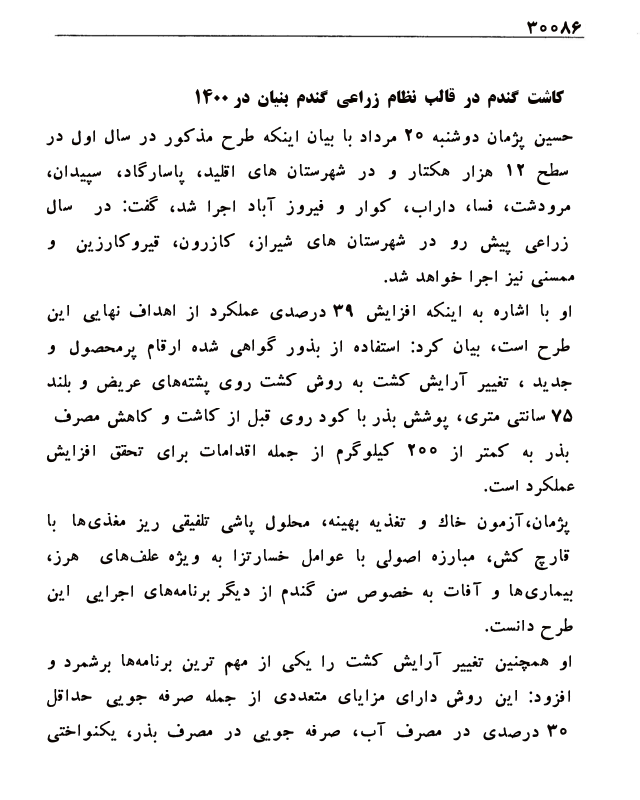 ۳۰۰۸۶
کاشت گندم در قالب نظام زراعی گندم بنیان در ۱۴۰۰
حسین پژمان دوشنبه ۲۰ مرداد با بیان اینکه طرح مذکور در سال اول در
سطح ۱۲ هزار هکتار و در شهرستان های اقلید، پاسارگاد، سپیدان،
مرودشت، فسا، داراب، کوار و فیروز آباد اجرا شد، گفت: در سال
زراعی پیش رو در شهرستان های شیراز، کازرون، قیروکارزین و
ممسنی نیز اجرا خواهد شد.
او با اشاره به اینکه افزایش ۳۹ درصدی عملکرد از اهداف نهایی این
طرح است، بیان کرد: استفاده از بذور گواهی شده ارقام پرمحصول و
جدید ، تغییر آرایش کشت به روش کشت روی پشته‌های عریض و بلند
۷۵ سانتی متری، پوشش بذر با کود روی قبل از کاشت و کاهش مصرف
بذر به کمتر از ۲۰۰ کیلوگرم از جمله اقدامات برای تحقق افزایش
عملکرد است.
پژمان،آزمون خاك و تغذیه بهینه، محلول پاشی تلفیقی ریز مغذی‌ها با
قارچ کش، مبارزه اصولی با عوامل خسارتزا به ویژه علف‌های هرز،
بیماری‌ها و آفات به خصوص سن گندم از دیگر برنامه‌های اجرایی این
طرح دانست.
او همچنین تغییر آرایش کشت را یکی از مهم ترین برنامه‌ها برشمرد و
افزود: این روش دارای مزایای متعددی از جمله صرفه جویی حداقل
۳۰ درصدی در مصرف آب، صرفه جویی در مصرف بذر، یکنواختی